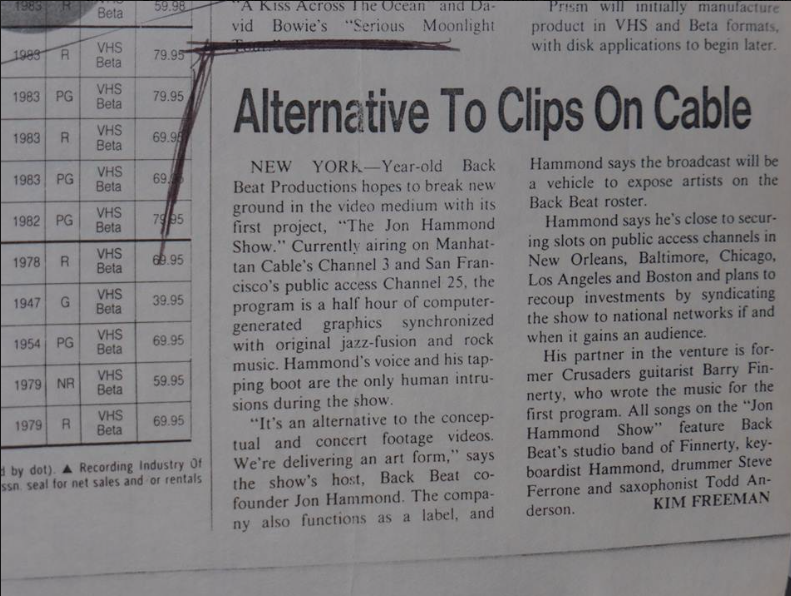 1983 R VHS Beta 59.98
1983 R VHS Beta 79.95
1983 PG VHS Beta 79.95
1983 R VHS Beta 69.95
1983 PG VHS Beta 69.
1982 PG VHS Beta 79.95
1978 R VHS Beta 69.95
1947 G VHS Beta 39.95
1954 PG VHS Beta 69.95
1979 NR VHS Beta 59.95
1979 R VHS Beta 69.95
d by dot). ▲ Recording Industry Of
ssn. seal for net sales and or rentals
"A Kiss Across The Ocean" and Da-
vid Bowie's "Serious Moonlight
Tour."
Prism will initially manufacture
product in VHS and Beta formats,
with disk applications to begin later.
Alternative To Clips On Cable
NEW YORK—Year-old Back
Beat Productions hopes to break new
ground in the video medium with its
first project, "The Jon Hammond
Show." Currently airing on Manhat-
tan Cable's Channel 3 and San Fran-
cisco's public access Channel 25, the
program is a half hour of computer-
generated graphics synchronized
with original jazz-fusion and rock
music. Hammond's voice and his tap-
ping boot are the only human intru-
sions during the show.
"It's an alternative to the concep-
tual and concert footage videos.
We're delivering an art form," says
the show's host, Back Beat co-
founder Jon Hammond. The compa-
ny also functions as a label, and
Hammond says the broadcast will be
a vehicle to expose artists on the
Back Beat roster.
Hammond says he's close to secur-
ing slots on public access channels in
New Orleans, Baltimore, Chicago,
Los Angeles and Boston and plans to
recoup investments by syndicating
the show to national networks if and
when it gains an audience.
His partner in the venture is for-
mer Crusaders guitarist Barry Fin-
nerty, who wrote the music for the
first program. All songs on the "Jon
Hammond Show" feature Back
Beat's studio band of Finnerty, key-
boardist Hammond, drummer Steve
Ferrone and saxophonist Todd An-
derson. KIM FREEMAN